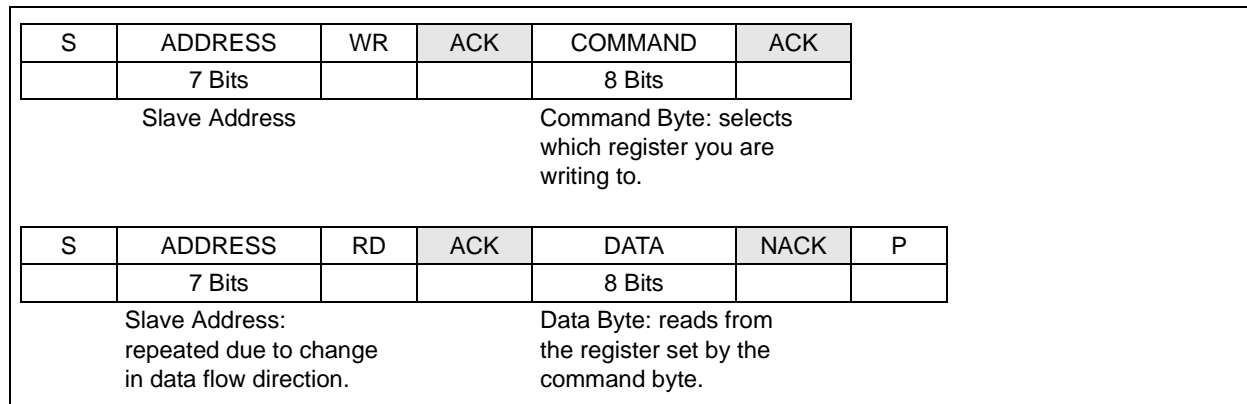 S ADDRESS WR ACK COMMAND ACK
7 Bits 8 Bits
Slave Address Command Byte: selects
which register you are
writing to.
S ADDRESS RD ACK DATA NACK P
7 Bits 8 Bits
Slave Address: Data Byte: reads from
repeated due to change the register set by the
in data flow direction. command byte.